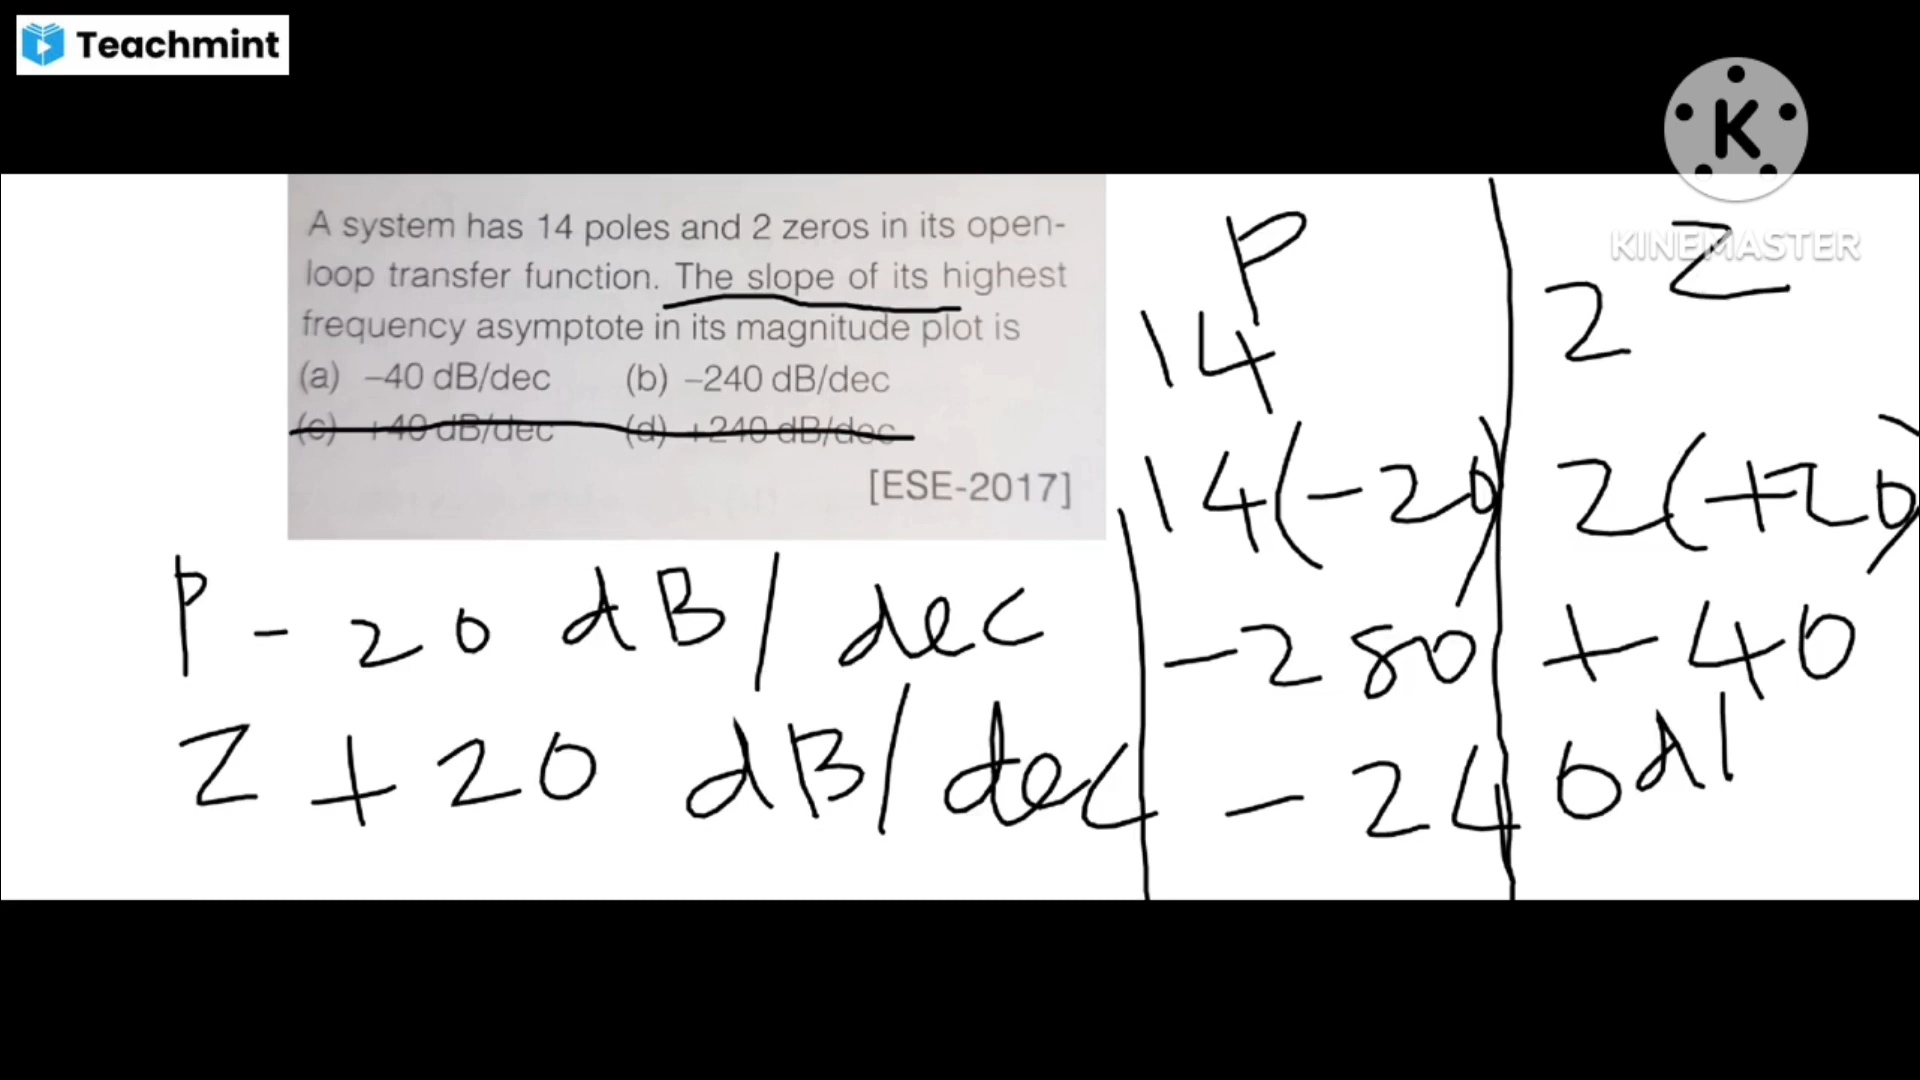 Teachmint
KINEMASTER
A system has 14 poles and 2 zeros in its open-
loop transfer function. The slope of its highest
frequency asymptote in its magnitude plot is
(a) –40 dB/dec (b) –240 dB/dec
(c) +40 dB/dec (d) +240 dB/dec
[ESE-2017]
P Z
14 2
14(-20) 2(+20)
-280 + 40
- 240 d
P - 20 dB/dec
Z + 20 dB/dec